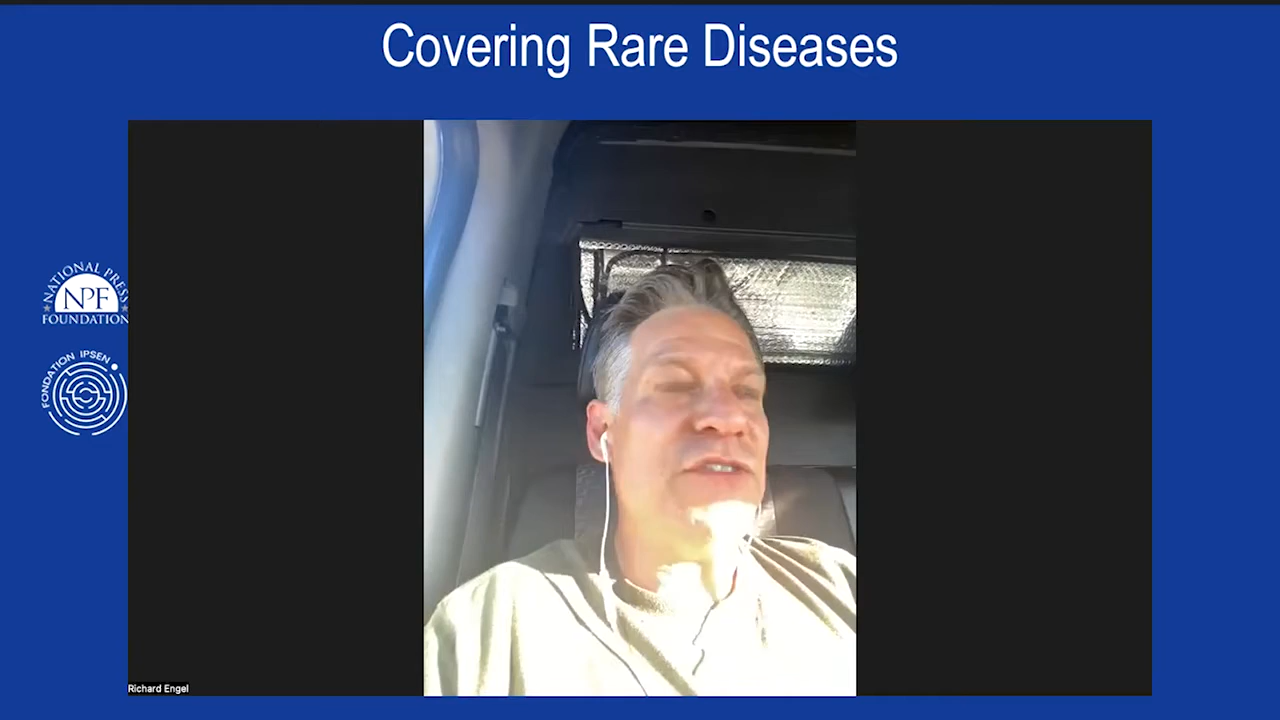 Covering Rare Diseases
NATIONAL PRESS
NPF
FOUNDATION
FONDATION IPSEN
Richard Engel